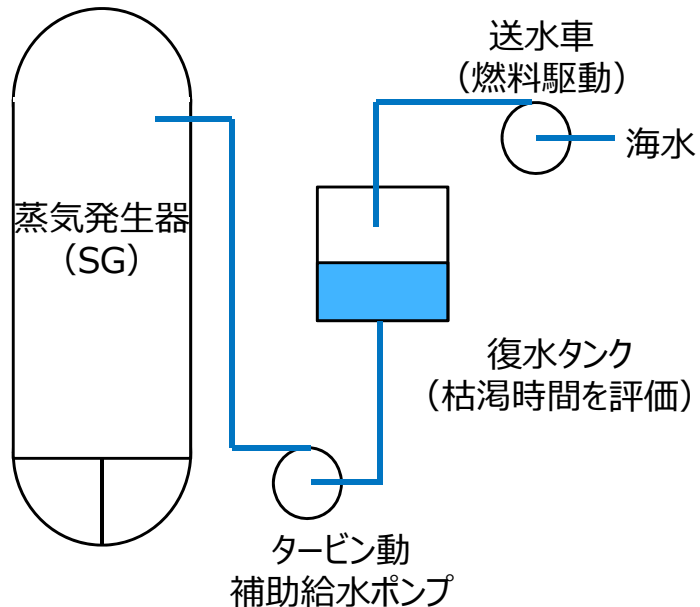 送水車
（燃料駆動）
海水
蒸気発生器
（SG）
復水タンク
（枯渇時間を評価）
タービン動
補助給水ポンプ